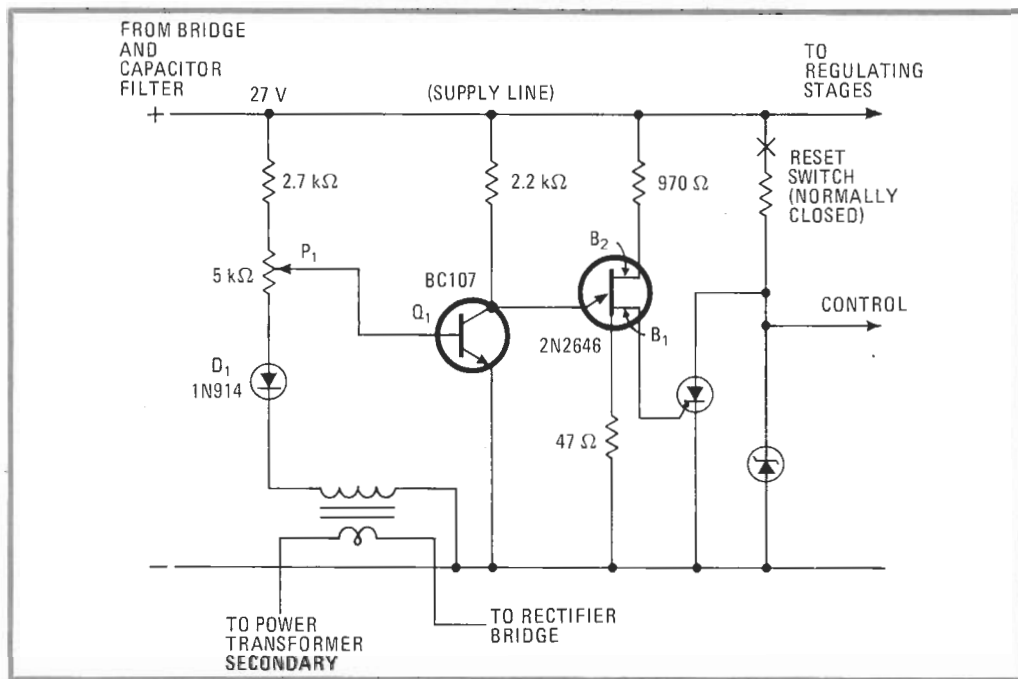 FROM BRIDGE
AND
CAPACITOR
FILTER
+
27 V
(SUPPLY LINE)
TO
REGULATING
STAGES
2.7 kΩ
2.2 kΩ
970 Ω
RESET
SWITCH
(NORMALLY
CLOSED)
P1
5 kΩ
BC107
Q1
B2
B1
2N2646
CONTROL
D1
1N914
47 Ω
–
TO POWER
TRANSFORMER
SECONDARY
TO RECTIFIER
BRIDGE